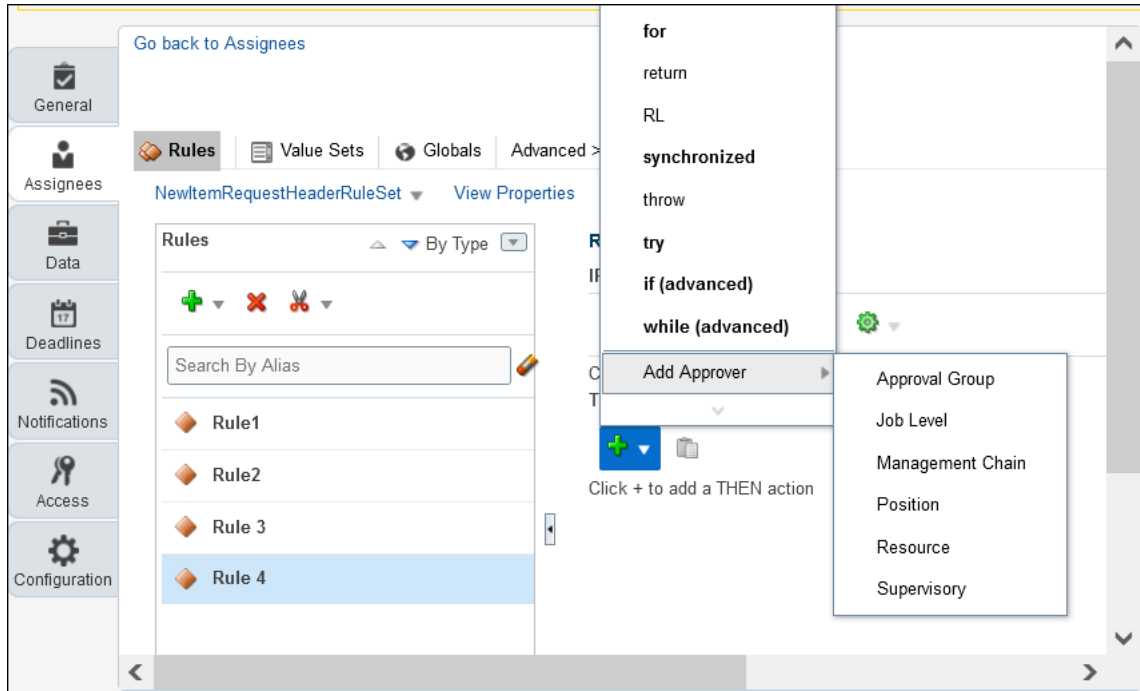 Go back to Assignees
General
Assignees
Data
17
Deadlines
Notifications
Access
Configuration
Rules
Value Sets
Globals
Advanced >
NewItemRequestHeaderRuleSet
View Properties
Rules
By Type
Search By Alias
Rule1
Rule2
Rule 3
Rule 4
for
return
RL
synchronized
throw
try
if (advanced)
while (advanced)
Add Approver
Approval Group
Job Level
Management Chain
Position
Resource
Supervisory
Click + to add a THEN action